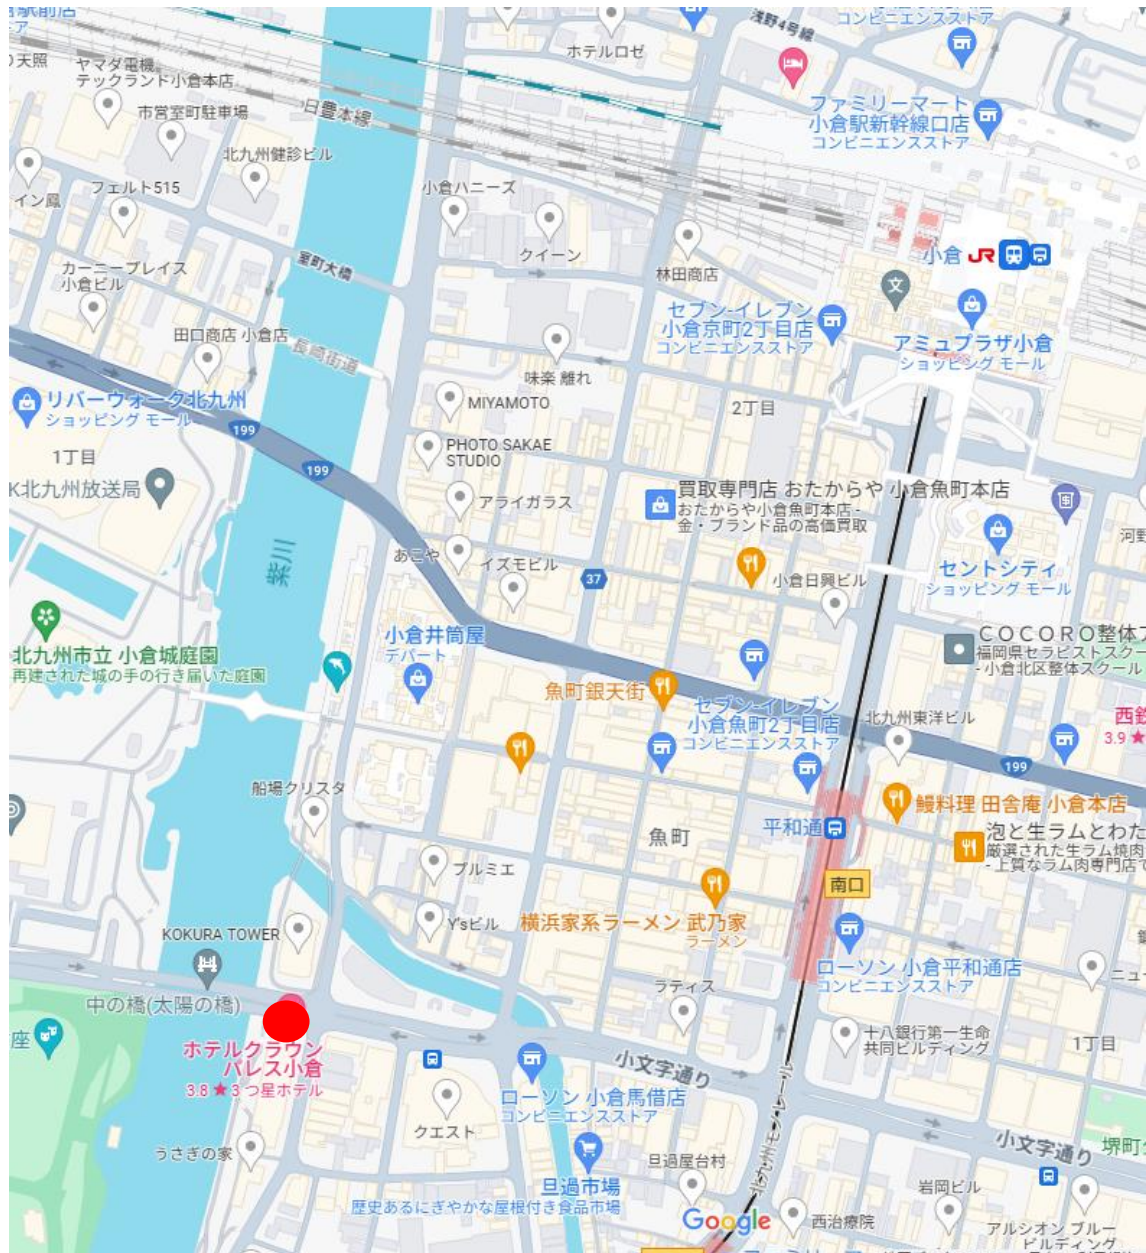 倉駅前店
ストア
コンビニエンスストア
浅野4号線
ホテルロゼ
天照
ヤマダ電機
テックランド小倉本店
市営室町駐車場
日豊本線
ファミリーマート
小倉駅新幹線口店
コンビニエンスストア
北九州健診ビル
フェルト515
イン鳳
小倉ハニーズ
クイーン
室町大橋
林田商店
小倉 JR
文
カーニープレイス
小倉ビル
セブン-イレブン
小倉京町2丁目店
コンビニエンスストア
田口商店 小倉店
長崎街道
アミュプラザ小倉
ショッピング モール
味楽 離れ
リバーウォーク北九州
ショッピング モール
MIYAMOTO
2丁目
199
199
1丁目
PHOTO SAKAE
STUDIO
K北九州放送局
アライガラス
買取専門店 おたからや 小倉魚町本店
おたからや小倉魚町本店 -
金・ブランド品の高価買取
河野
あこや
イズモビル
紫川
37
小倉日興ビル
セントシティ
ショッピング モール
小倉井筒屋
デパート
北九州市立 小倉城庭園
再建された城の手の行き届いた庭園
COCORO整体
福岡県セラピストスクー
- 小倉北区整体スクール
魚町銀天街
セブン-イレブン
小倉魚町2丁目店
コンビニエンスストア
北九州東洋ビル
西鉄
3.9★
199
船場クリスタ
平和通
魚町
鰻料理 田舎庵 小倉本店
泡と生ラムとわた
厳選された生ラム焼肉
- 上質なラム肉専門店で
プルミエ
南口
Y'sビル
横浜家系ラーメン 武乃家
ラーメン
KOKURA TOWER
ローソン 小倉平和通店
コンビニエンスストア
ニュー
中の橋(太陽の橋)
ラティス
座
十八銀行第一生命
共同ビルディング
1丁目
ホテルクラウン
パレス小倉
3.8★3 つ星ホテル
小文字通り
ローソン 小倉馬借店
コンビニエンスストア
クエスト
うさぎの家
北九州モノレール
小文字通り
堺町公
旦過市場
歴史あるにぎやかな屋根付き食品市場
旦過屋台村
岩岡ビル
Google
西治療院
アルシオン ブルー
ビルディング